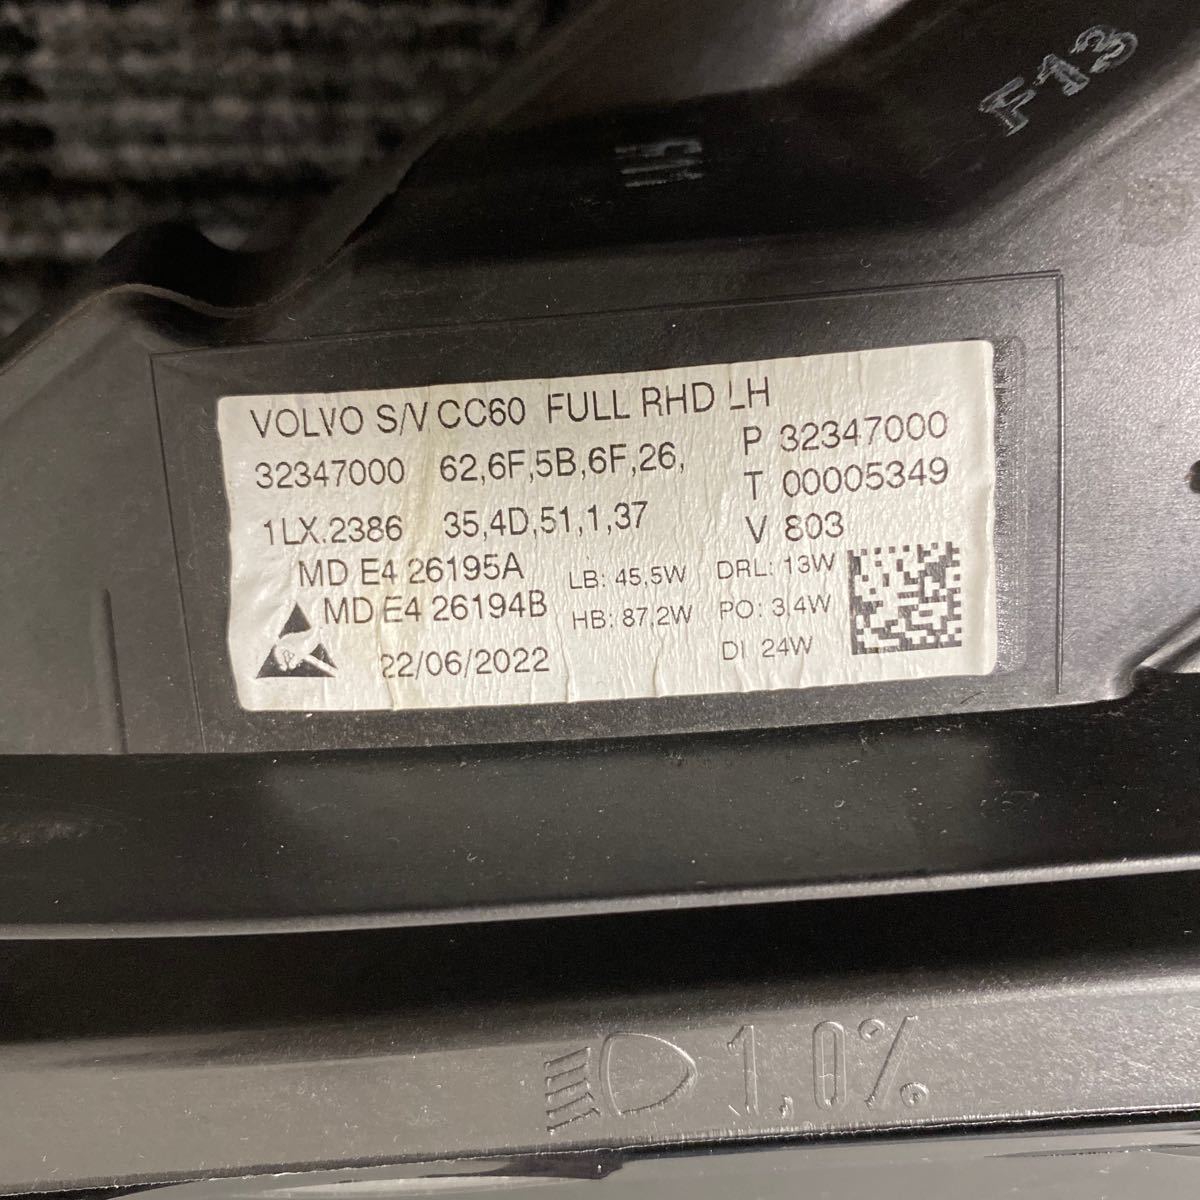 F13
VOLVO S/V CC60 FULL RHD LH
32347000 62,6F,5B,6F,26, P 32347000
T 00005349
1LX.2386 35,4D,51,1,37 V 803
MD E4 26195A LB: 45,5W DRL: 13W
MD E4 26194B HB: 87,2W PO: 3,4W
22/06/2022 DI 24W
1,0%